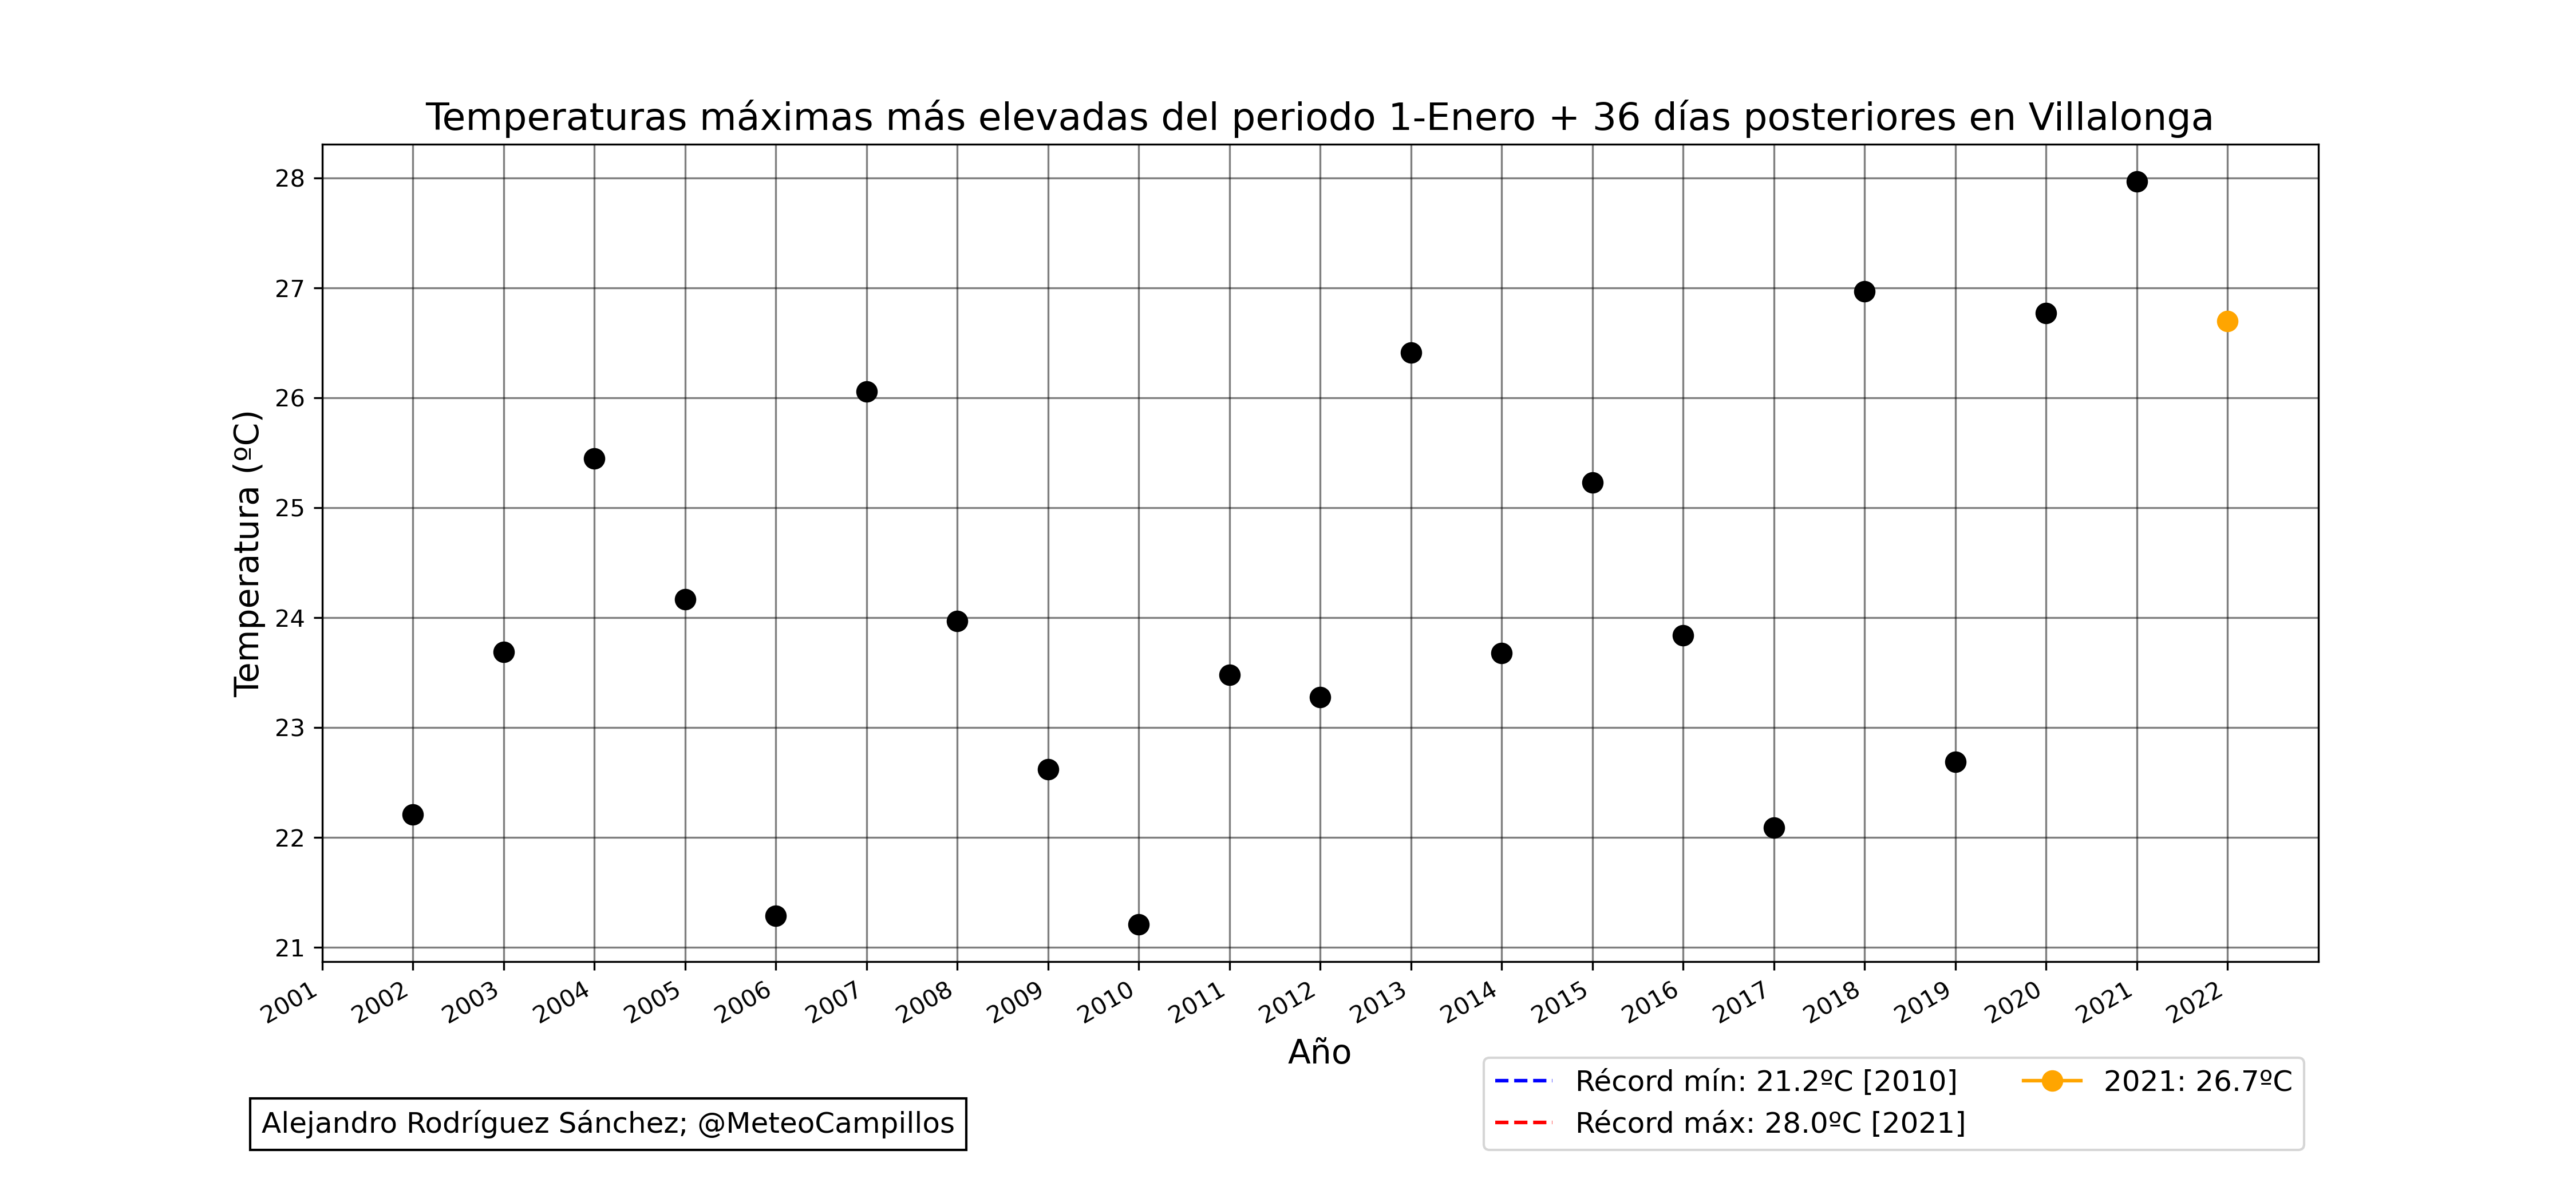 Temperaturas máximas más elevadas del periodo 1-Enero + 36 días posteriores en Villalonga
28
27
26
25
24
23
22
21
Temperatura (ºC)
2001 2002 2003 2004 2005 2006 2007 2008 2009 2010 2011 2012 2013 2014 2015 2016 2017 2018 2019 2020 2021 2022
Año
Récord mín: 21.2ºC [2010]
Récord máx: 28.0ºC [2021]
2021: 26.7ºC
Alejandro Rodríguez Sánchez; @MeteoCampillos